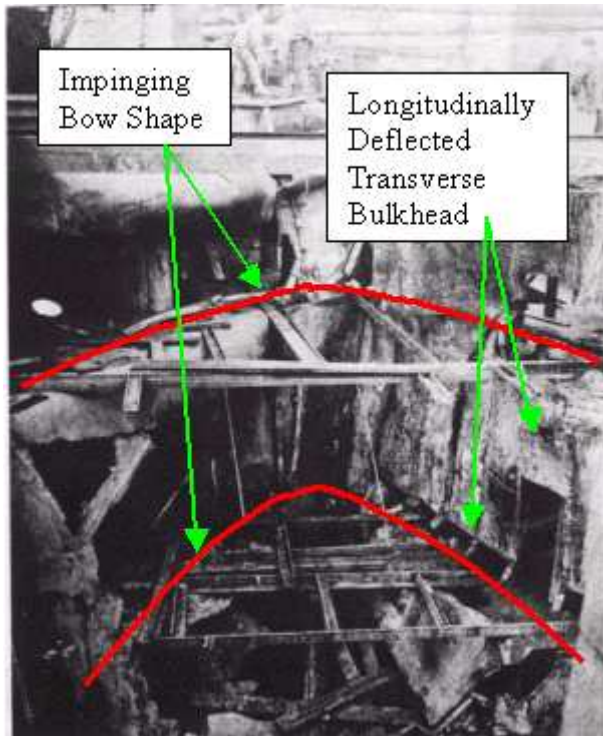 Impinging
Bow Shape
Longitudinally
Deflected
Transverse
Bulkhead